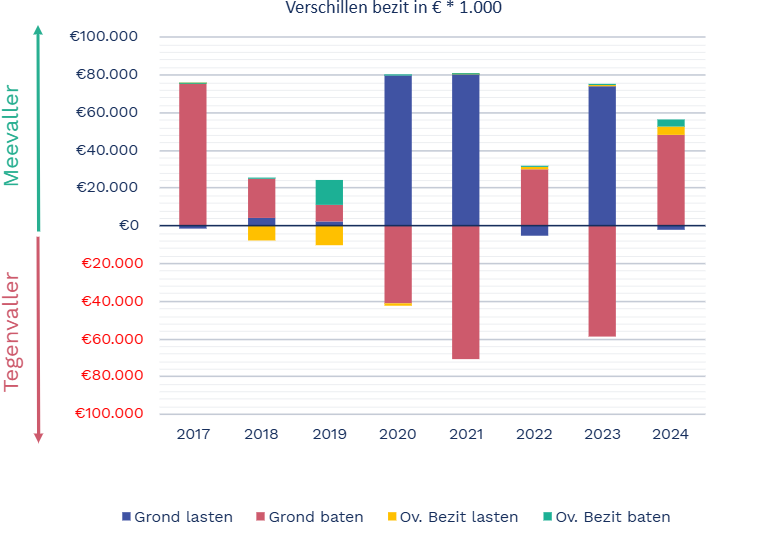 Verschillen bezit in € * 1.000
Meevaller
Tegenvaller
€100.000
€80.000
€60.000
€40.000
€20.000
€0
€20.000
€40.000
€60.000
€80.000
€100.000
2017 2018 2019 2020 2021 2022 2023 2024
Grond lasten Grond baten Ov. Bezit lasten Ov. Bezit baten